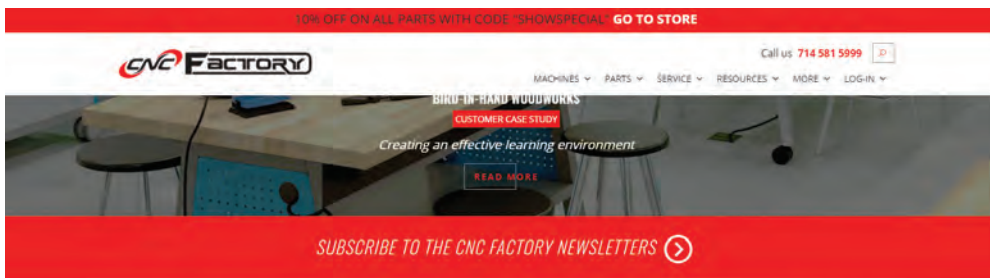 10% OFF ON ALL PARTS WITH CODE "SHOWSPECIAL" GO TO STORE
CNC FACTORY
Call us 714 581 5999
MACHINES PARTS SERVICE RESOURCES MORE LOG-IN
BIRD-IN-HAND WOODWORKS
CUSTOMER CASE STUDY
Creating an effective learning environment
READ MORE
SUBSCRIBE TO THE CNC FACTORY NEWSLETTERS